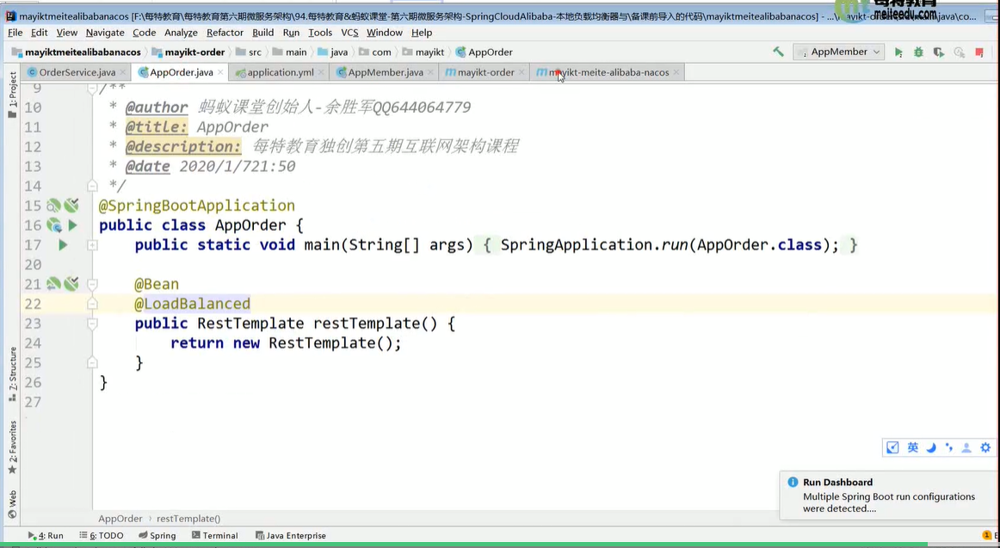 每特教育
meiteedu.com
mayiktmeitealibabanacos [F:\每特教育\每特教育第六期微服务架构\94.每特教育&蚂蚁课堂-第六期微服务架构-SpringCloudAlibaba-本地负载均衡器与\备课的导入的代码\mayiktmeitealibabanacos] - ...\mayikt-order\src\main\java\co...
File Edit View Navigate Code Analyze Refactor Build Run Tools VCS Window Help
mayiktmeitealibabanacos mayikt-order src main java com mayikt AppOrder AppMember
OrderService.java AppOrder.java application.yml AppMember.java mayikt-order mayikt-meite-alibaba-nacos
1: Project
9 /**
10 * @author 蚂蚁课堂创始人-余胜军QQ644064779
11 * @title: AppOrder
12 * @description: 每特教育独创第五期互联网架构课程
13 * @date 2020/1/721:50
14 */
15 @SpringBootApplication
16 public class AppOrder {
17 public static void main(String[] args) { SpringApplication.run(AppOrder.class); }
20
21 @Bean
22 @LoadBalanced
23 public RestTemplate restTemplate() {
24 return new RestTemplate();
25 }
26 }
27
Z: Structure
2: Favorites
Web
英
Run Dashboard
Multiple Spring Boot run configurations
were detected....
AppOrder › restTemplate()
4: Run 6: TODO Spring Terminal Java Enterprise 1 E